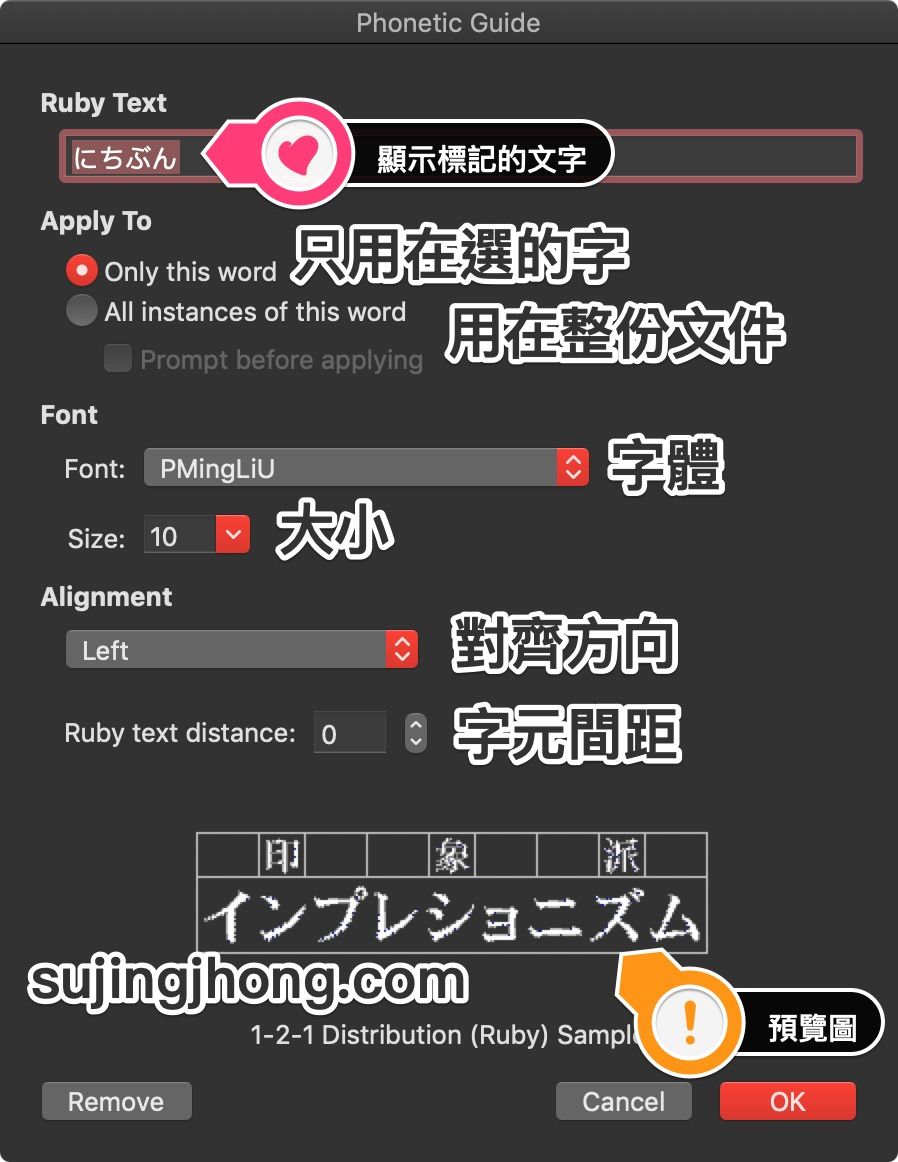 Phonetic Guide
Ruby Text
にちぶん 顯示標記的文字
Apply To
Only this word 只用在選的字
All instances of this word 用在整份文件
Prompt before applying
Font
Font: PMingLiU 字體
Size: 10 大小
Alignment
Left 對齊方向
Ruby text distance: 0 字元間距
印 象 派
インプレショニズム
sujingjhong.com
1-2-1 Distribution (Ruby) Sample
預覽圖
Remove Cancel OK